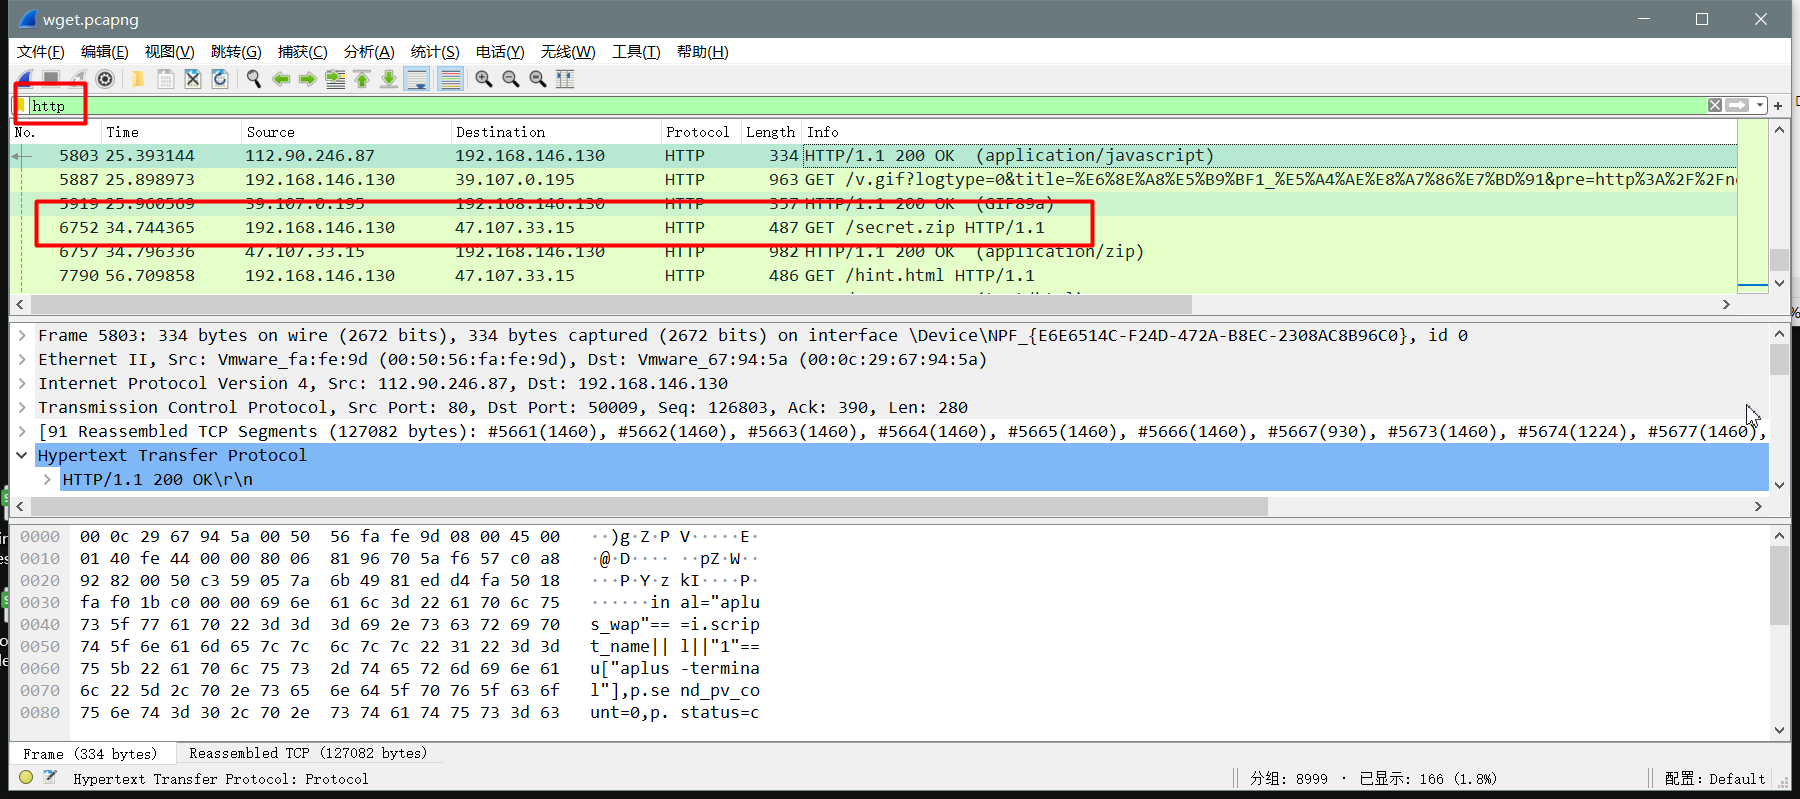 wget.pcapng
文件(F) 编辑(E) 视图(V) 跳转(G) 捕获(C) 分析(A) 统计(S) 电话(Y) 无线(W) 工具(T) 帮助(H)
http
No. Time Source Destination Protocol Length Info
5803 25.393144 112.90.246.87 192.168.146.130 HTTP 334 HTTP/1.1 200 OK (application/javascript)
5887 25.898973 192.168.146.130 39.107.0.195 HTTP 963 GET /v.gif?logtype=0&title=%E6%8E%A8%E5%B9%BF1_%E5%A4%AE%E8%A7%86%E7%BD%91&pre=http%3A%2F%2Fn
5919 25.960569 39.107.0.195 192.168.146.130 HTTP 357 HTTP/1.1 200 OK (GIF89a)
6752 34.744365 192.168.146.130 47.107.33.15 HTTP 487 GET /secret.zip HTTP/1.1
6757 34.796336 47.107.33.15 192.168.146.130 HTTP 982 HTTP/1.1 200 OK (application/zip)
7790 56.709858 192.168.146.130 47.107.33.15 HTTP 486 GET /hint.html HTTP/1.1
Frame 5803: 334 bytes on wire (2672 bits), 334 bytes captured (2672 bits) on interface \Device\NPF_{E6E6514C-F24D-472A-B8EC-2308AC8B96C0}, id 0
Ethernet II, Src: Vmware_fa:fe:9d (00:50:56:fa:fe:9d), Dst: Vmware_67:94:5a (00:0c:29:67:94:5a)
Internet Protocol Version 4, Src: 112.90.246.87, Dst: 192.168.146.130
Transmission Control Protocol, Src Port: 80, Dst Port: 50009, Seq: 126803, Ack: 390, Len: 280
[91 Reassembled TCP Segments (127082 bytes): #5661(1460), #5662(1460), #5663(1460), #5664(1460), #5665(1460), #5666(1460), #5667(930), #5673(1460), #5674(1224), #5677(1460),
Hypertext Transfer Protocol
HTTP/1.1 200 OK\r\n
0000 00 0c 29 67 94 5a 00 50 56 fa fe 9d 08 00 45 00 ··)g·Z·P V·····E·
0010 01 40 fe 44 00 00 80 06 81 96 70 5a f6 57 c0 a8 ·@·D···· ··pZ·W··
0020 92 82 00 50 c3 59 05 7a 6b 49 81 ed d4 fa 50 18 ···P·Y·z kI····P·
0030 fa f0 1b c0 00 00 69 6e 61 6c 3d 22 61 70 6c 75 ······in al="aplu
0040 73 5f 77 61 70 22 3d 3d 3d 69 2e 73 63 72 69 70 s_wap"== =i.scrip
0050 74 5f 6e 61 6d 65 7c 7c 6c 7c 7c 22 31 22 3d 3d t_name|| l||"1"==
0060 75 5b 22 61 70 6c 75 73 2d 74 65 72 6d 69 6e 61 u["aplus -termina
0070 6c 22 5d 2c 70 2e 73 65 6e 64 5f 70 76 5f 63 6f l"],p.se nd_pv_co
0080 75 6e 74 3d 30 2c 70 2e 73 74 61 74 75 73 3d 63 unt=0,p. status=c
Frame (334 bytes) Reassembled TCP (127082 bytes)
Hypertext Transfer Protocol: Protocol 分组: 8999 · 已显示: 166 (1.8%) 配置: Default